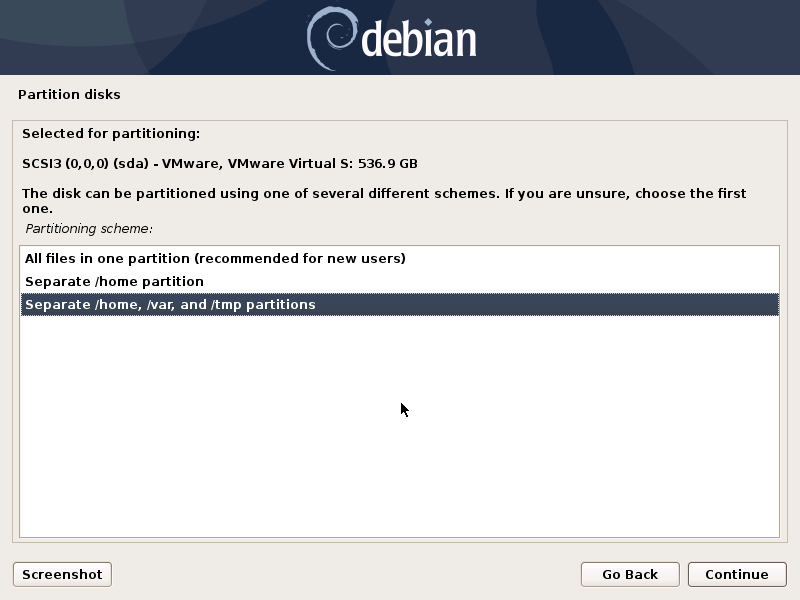 debian
Partition disks
Selected for partitioning:
SCSI3 (0,0,0) (sda) - VMware, VMware Virtual S: 536.9 GB
The disk can be partitioned using one of several different schemes. If you are unsure, choose the first
one.
Partitioning scheme:
All files in one partition (recommended for new users)
Separate /home partition
Separate /home, /var, and /tmp partitions
Screenshot
Go Back
Continue